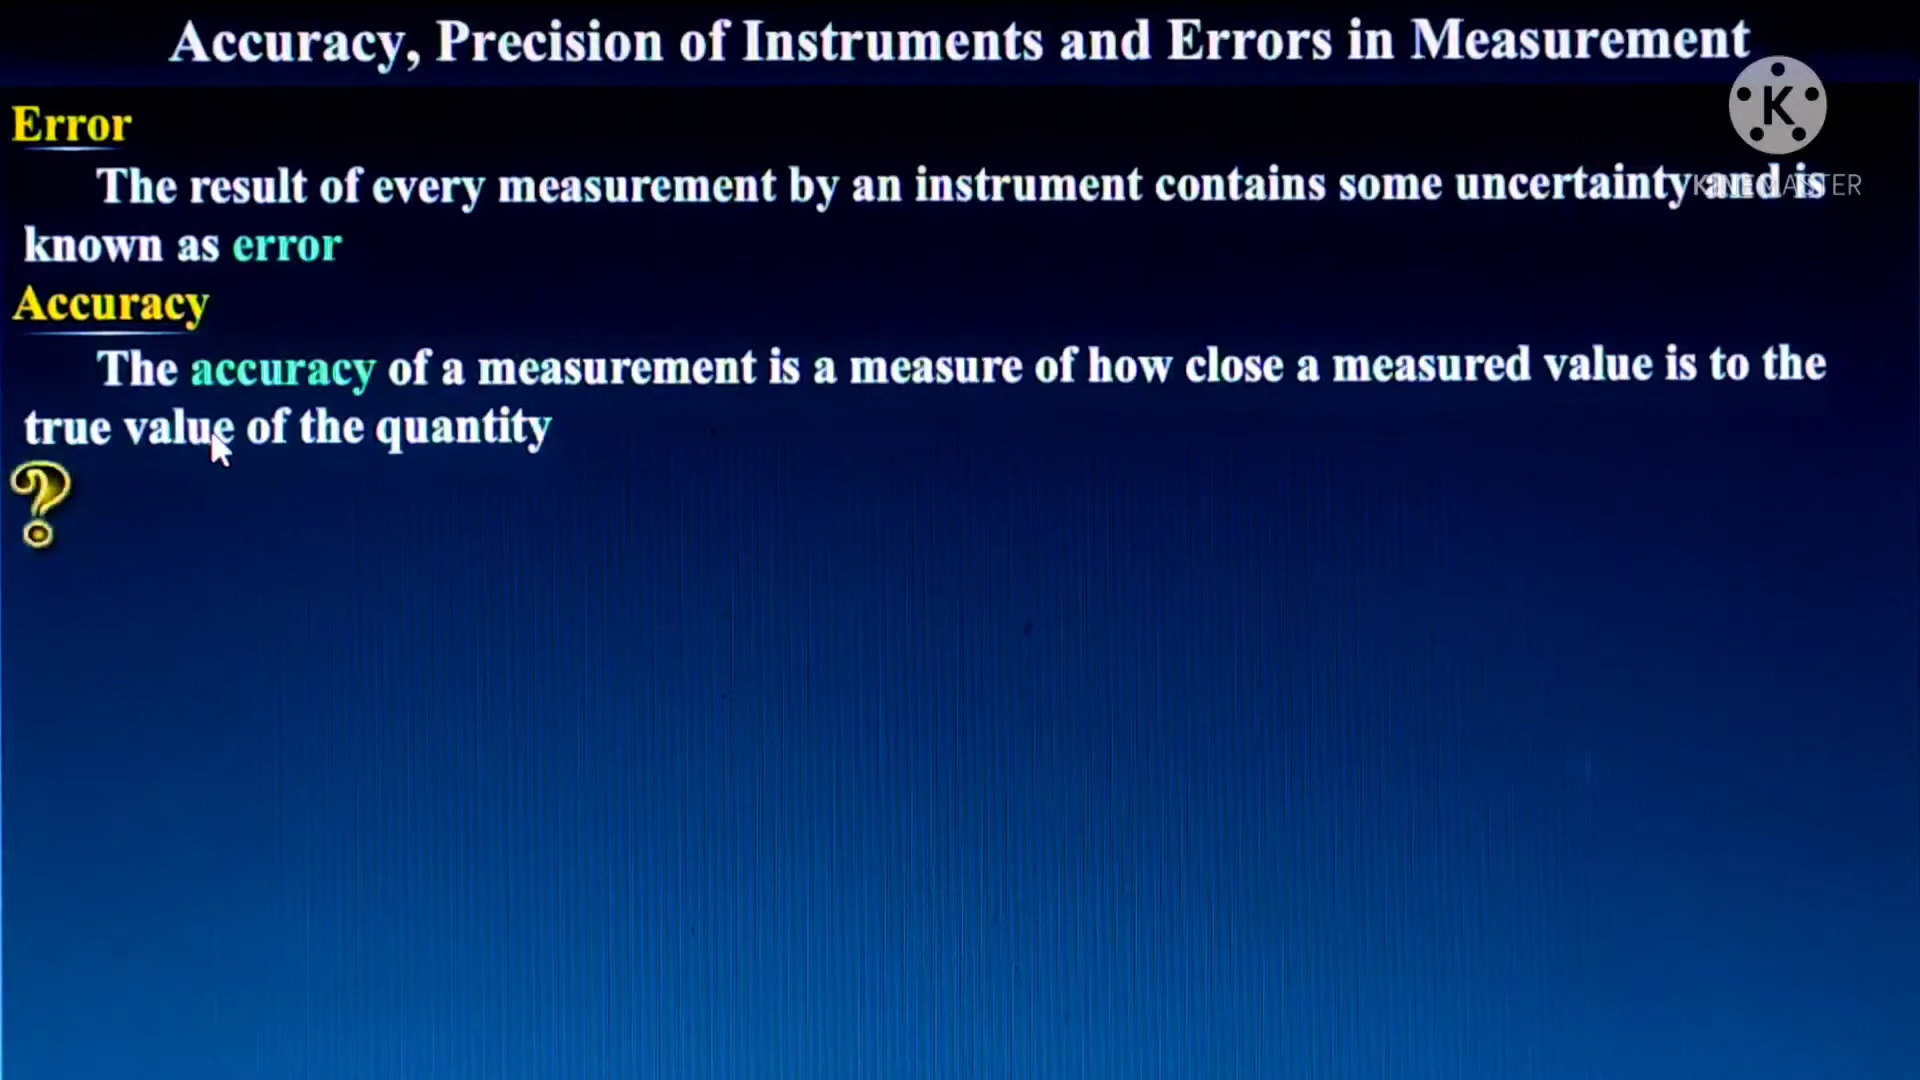 Accuracy, Precision of Instruments and Errors in Measurement
K
KINEMASTER
Error
The result of every measurement by an instrument contains some uncertainty and is
known as error
Accuracy
The accuracy of a measurement is a measure of how close a measured value is to the
true value of the quantity
?